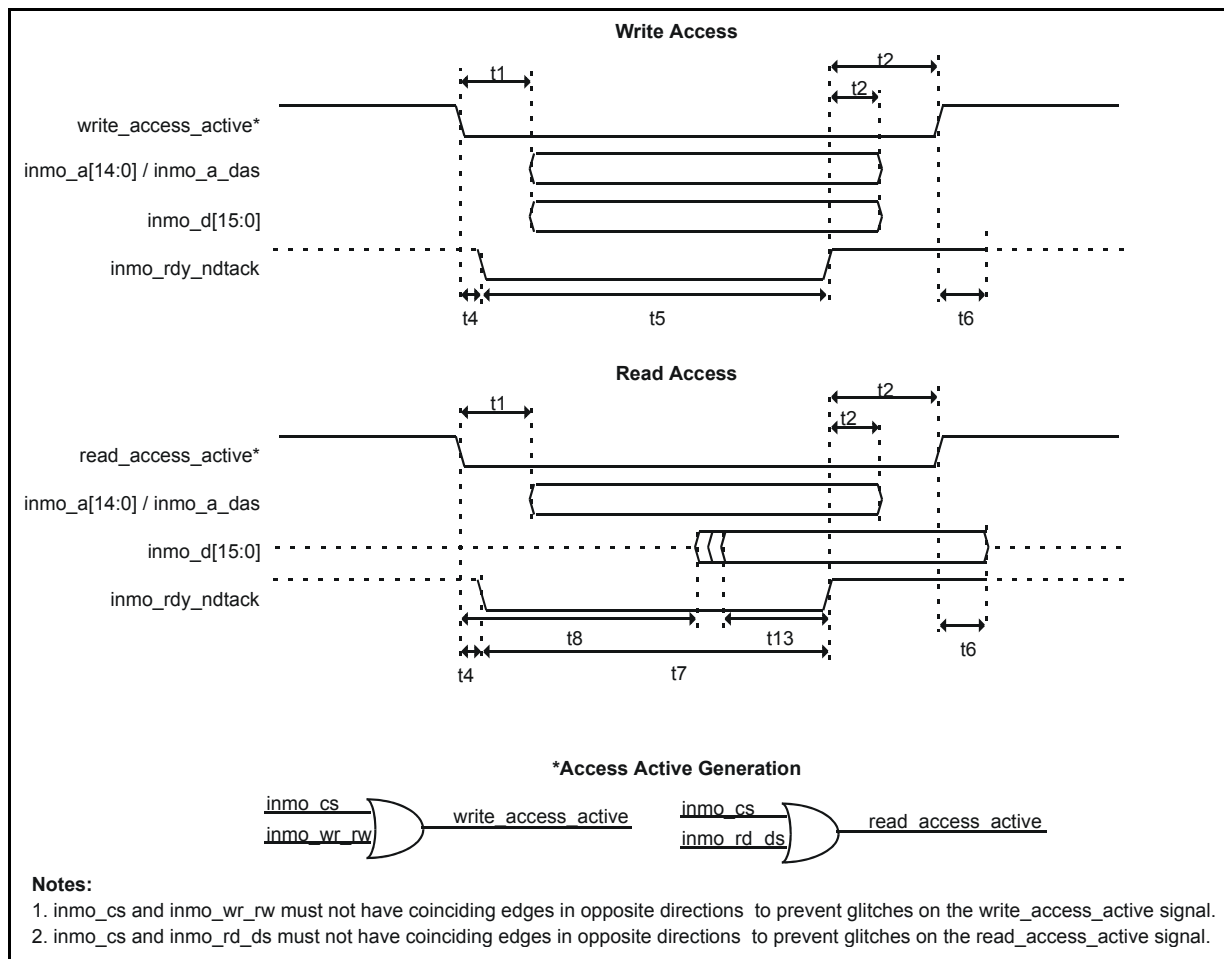 Write Access
t1
t2
t2
write_access_active*
inmo_a[14:0] / inmo_a_das
inmo_d[15:0]
inmo_rdy_ndtack
t4
t5
t6
Read Access
t1
t2
t2
read_access_active*
inmo_a[14:0] / inmo_a_das
inmo_d[15:0]
inmo_rdy_ndtack
t8
t13
t6
t4
t7
*Access Active Generation
inmo_cs
write_access_active
inmo_wr_rw
inmo_cs
read_access_active
inmo_rd_ds
Notes:
1. inmo_cs and inmo_wr_rw must not have coinciding edges in opposite directions to prevent glitches on the write_access_active signal.
2. inmo_cs and inmo_rd_ds must not have coinciding edges in opposite directions to prevent glitches on the read_access_active signal.